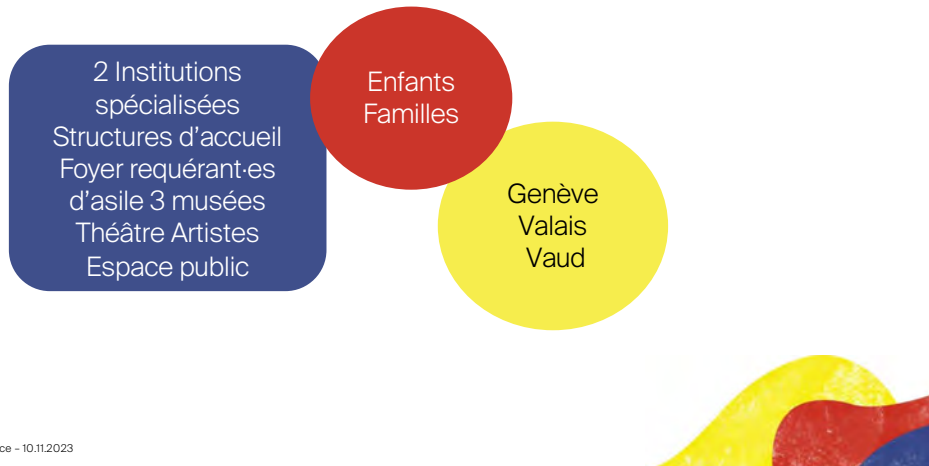 2 Institutions
spécialisées
Structures d’accueil
Foyer requérant·es
d’asile 3 musées
Théâtre Artistes
Espace public
Enfants
Familles
Genève
Valais
Vaud
ce – 10.11.2023